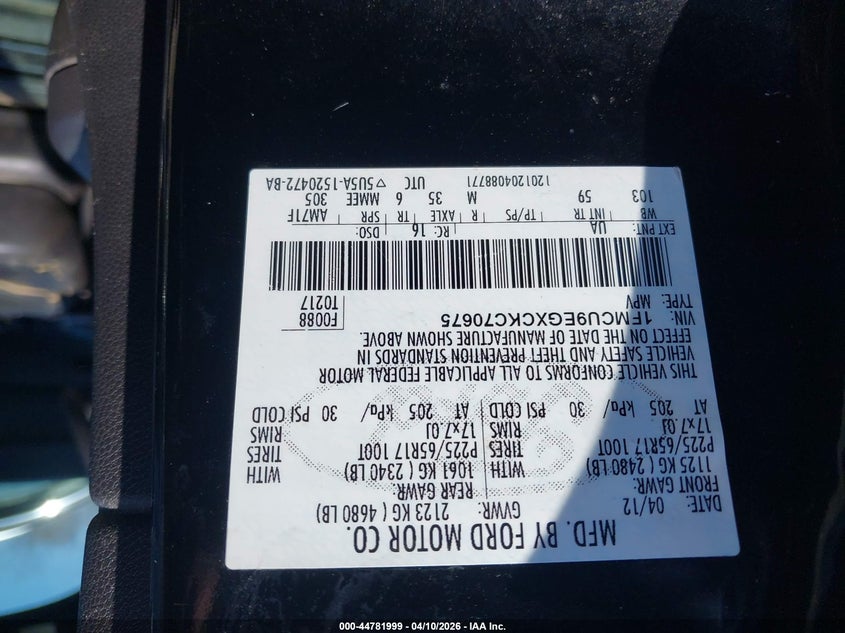 MFD. BY FORD MOTOR CO.
DATE: 04/12 GVWR: 2123 KG ( 4680 LB)
FRONT GAWR: REAR GAWR:
1125 KG ( 2480 LB) 1061 KG ( 2340 LB) WITH
P225/65R17 100T WITH TIRES P225/65R17 100T TIRES
17x7.0J RIMS 17x7.0J RIMS
AT 205 kPa/ 30 PSI COLD AT 205 kPa/ 30 PSI COLD
THIS VEHICLE CONFORMS TO ALL APPLICABLE FEDERAL MOTOR
VEHICLE SAFETY AND THEFT PREVENTION STANDARDS IN
EFFECT ON THE DATE OF MANUFACTURE SHOWN ABOVE.
VIN: 1FMCU9EGXCKC70675 F0088
TYPE: MPV T0217
EXT PNT: UA RC: 16 DSO:
WB INT TR TP/PS R AXLE TR SPR AM71F
103 59 M 35 6 MMEE 305
1201204088771 UTC ▽5U5A-1520472-BA
000-44781999 - 04/10/2026 - IAA Inc.